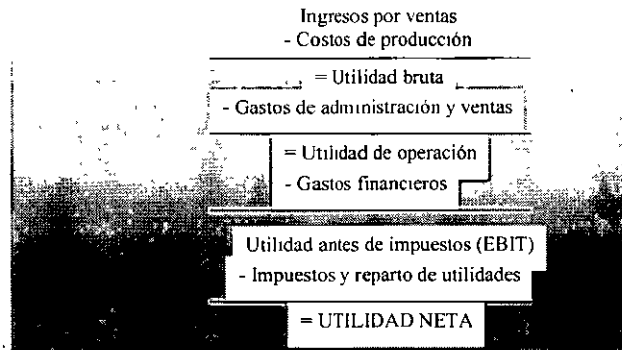 Ingresos por ventas
- Costos de producción
= Utilidad bruta
- Gastos de administración y ventas
= Utilidad de operación
- Gastos financieros
Utilidad antes de impuestos (EBIT)
- Impuestos y reparto de utilidades
= UTILIDAD NETA